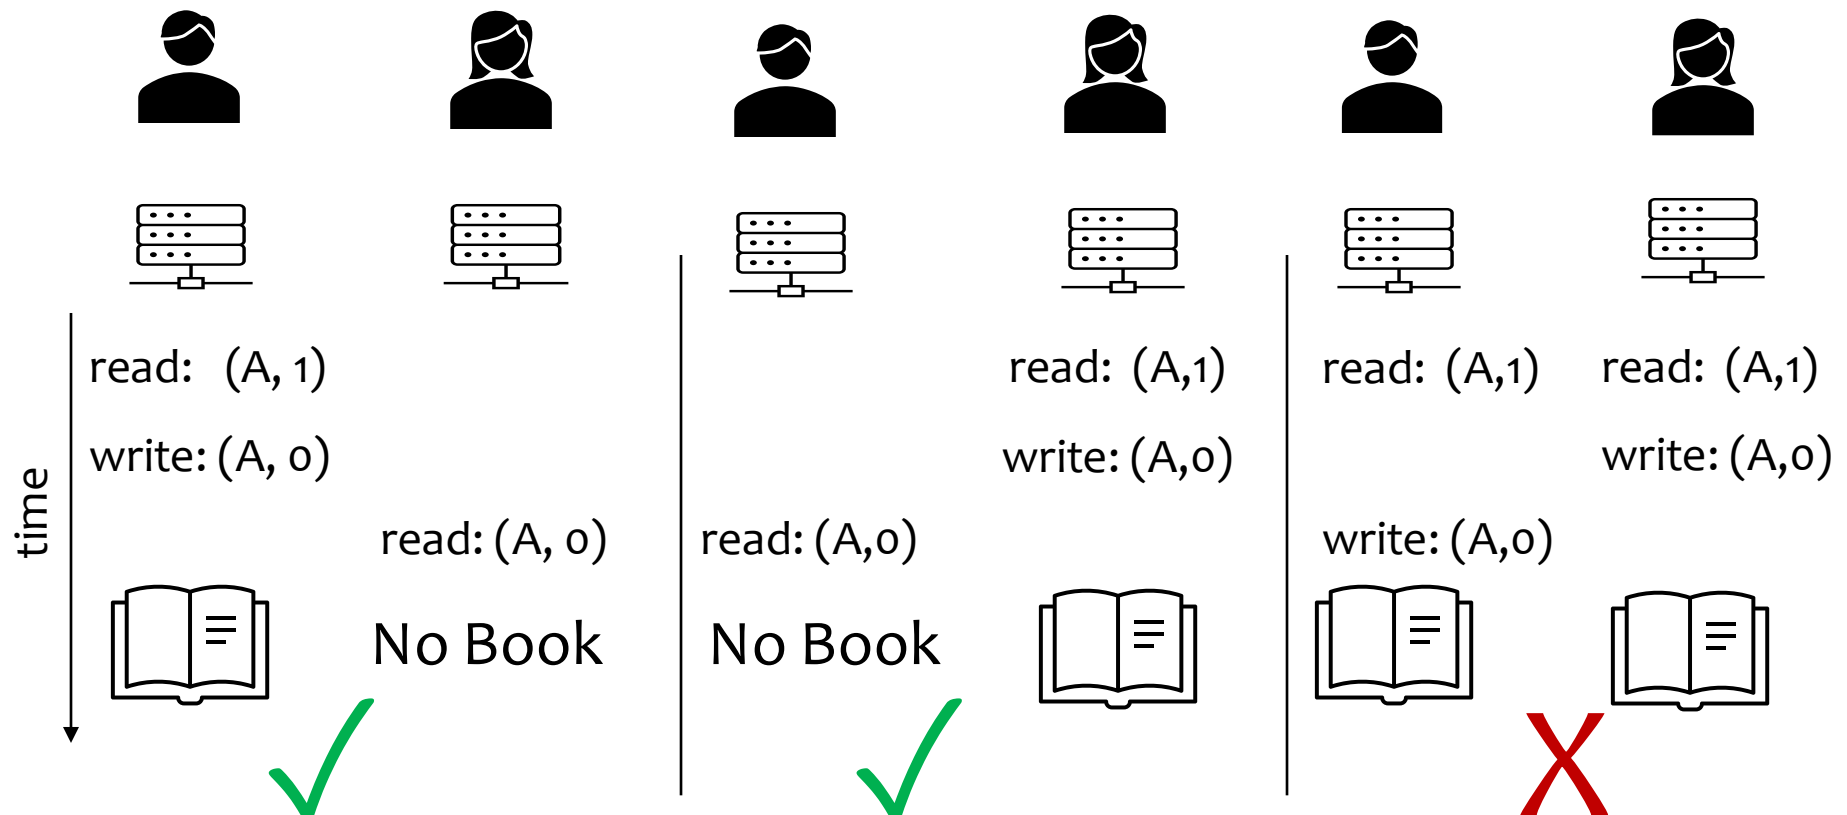 read: (A, 1)
write: (A, 0)
read: (A, 0)
No Book
time
read: (A,1)
write: (A,0)
read: (A,0)
No Book
read: (A,1)
read: (A,1)
write: (A,0)
write: (A,0)